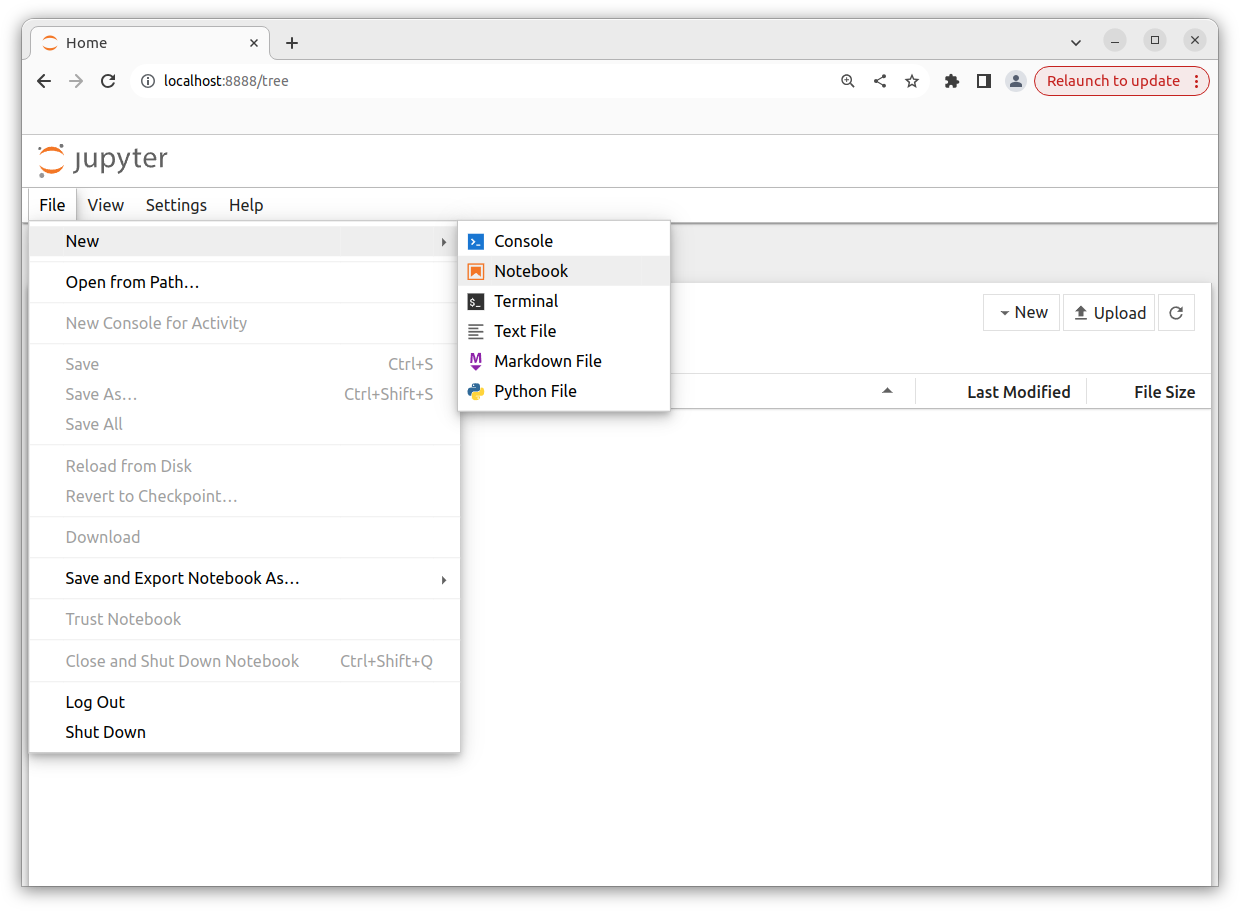 Home
localhost:8888/tree
Relaunch to update
jupyter
File View Settings Help
New
Open from Path…
New Console for Activity
Save Ctrl+S
Save As… Ctrl+Shift+S
Save All
Reload from Disk
Revert to Checkpoint…
Download
Save and Export Notebook As…
Trust Notebook
Close and Shut Down Notebook Ctrl+Shift+Q
Log Out
Shut Down
Console
Notebook
$_ Terminal
Text File
M Markdown File
Python File
New Upload
Last Modified File Size